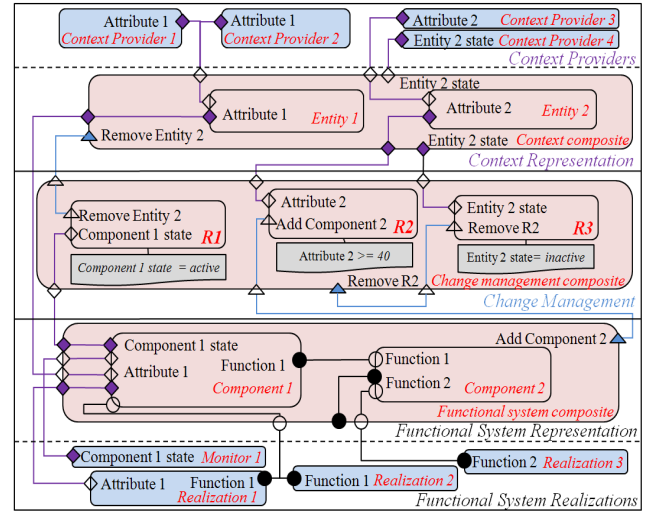 Attribute 1
Context Provider 1
Attribute 1
Context Provider 2
Attribute 2 Context Provider 3
Entity 2 state Context Provider 4
Context Providers
Entity 2 state
Attribute 1
Entity 1
Attribute 2
Entity 2
Remove Entity 2
Entity 2 state Context composite
Context Representation
Remove Entity 2
Component 1 state R1
Component 1 state = active
Attribute 2
Add Component 2 R2
Attribute 2 >= 40
Remove R2
Entity 2 state
Remove R2 R3
Entity 2 state= inactive
Change management composite
Change Management
Add Component 2
Component 1 state
Attribute 1
Function 1
Component 1
Function 1
Function 2
Component 2
Functional system composite
Functional System Representation
Component 1 state Monitor 1
Attribute 1 Function 1
Realization 1
Function 1 Realization 2
Function 2 Realization 3
Functional System Realizations